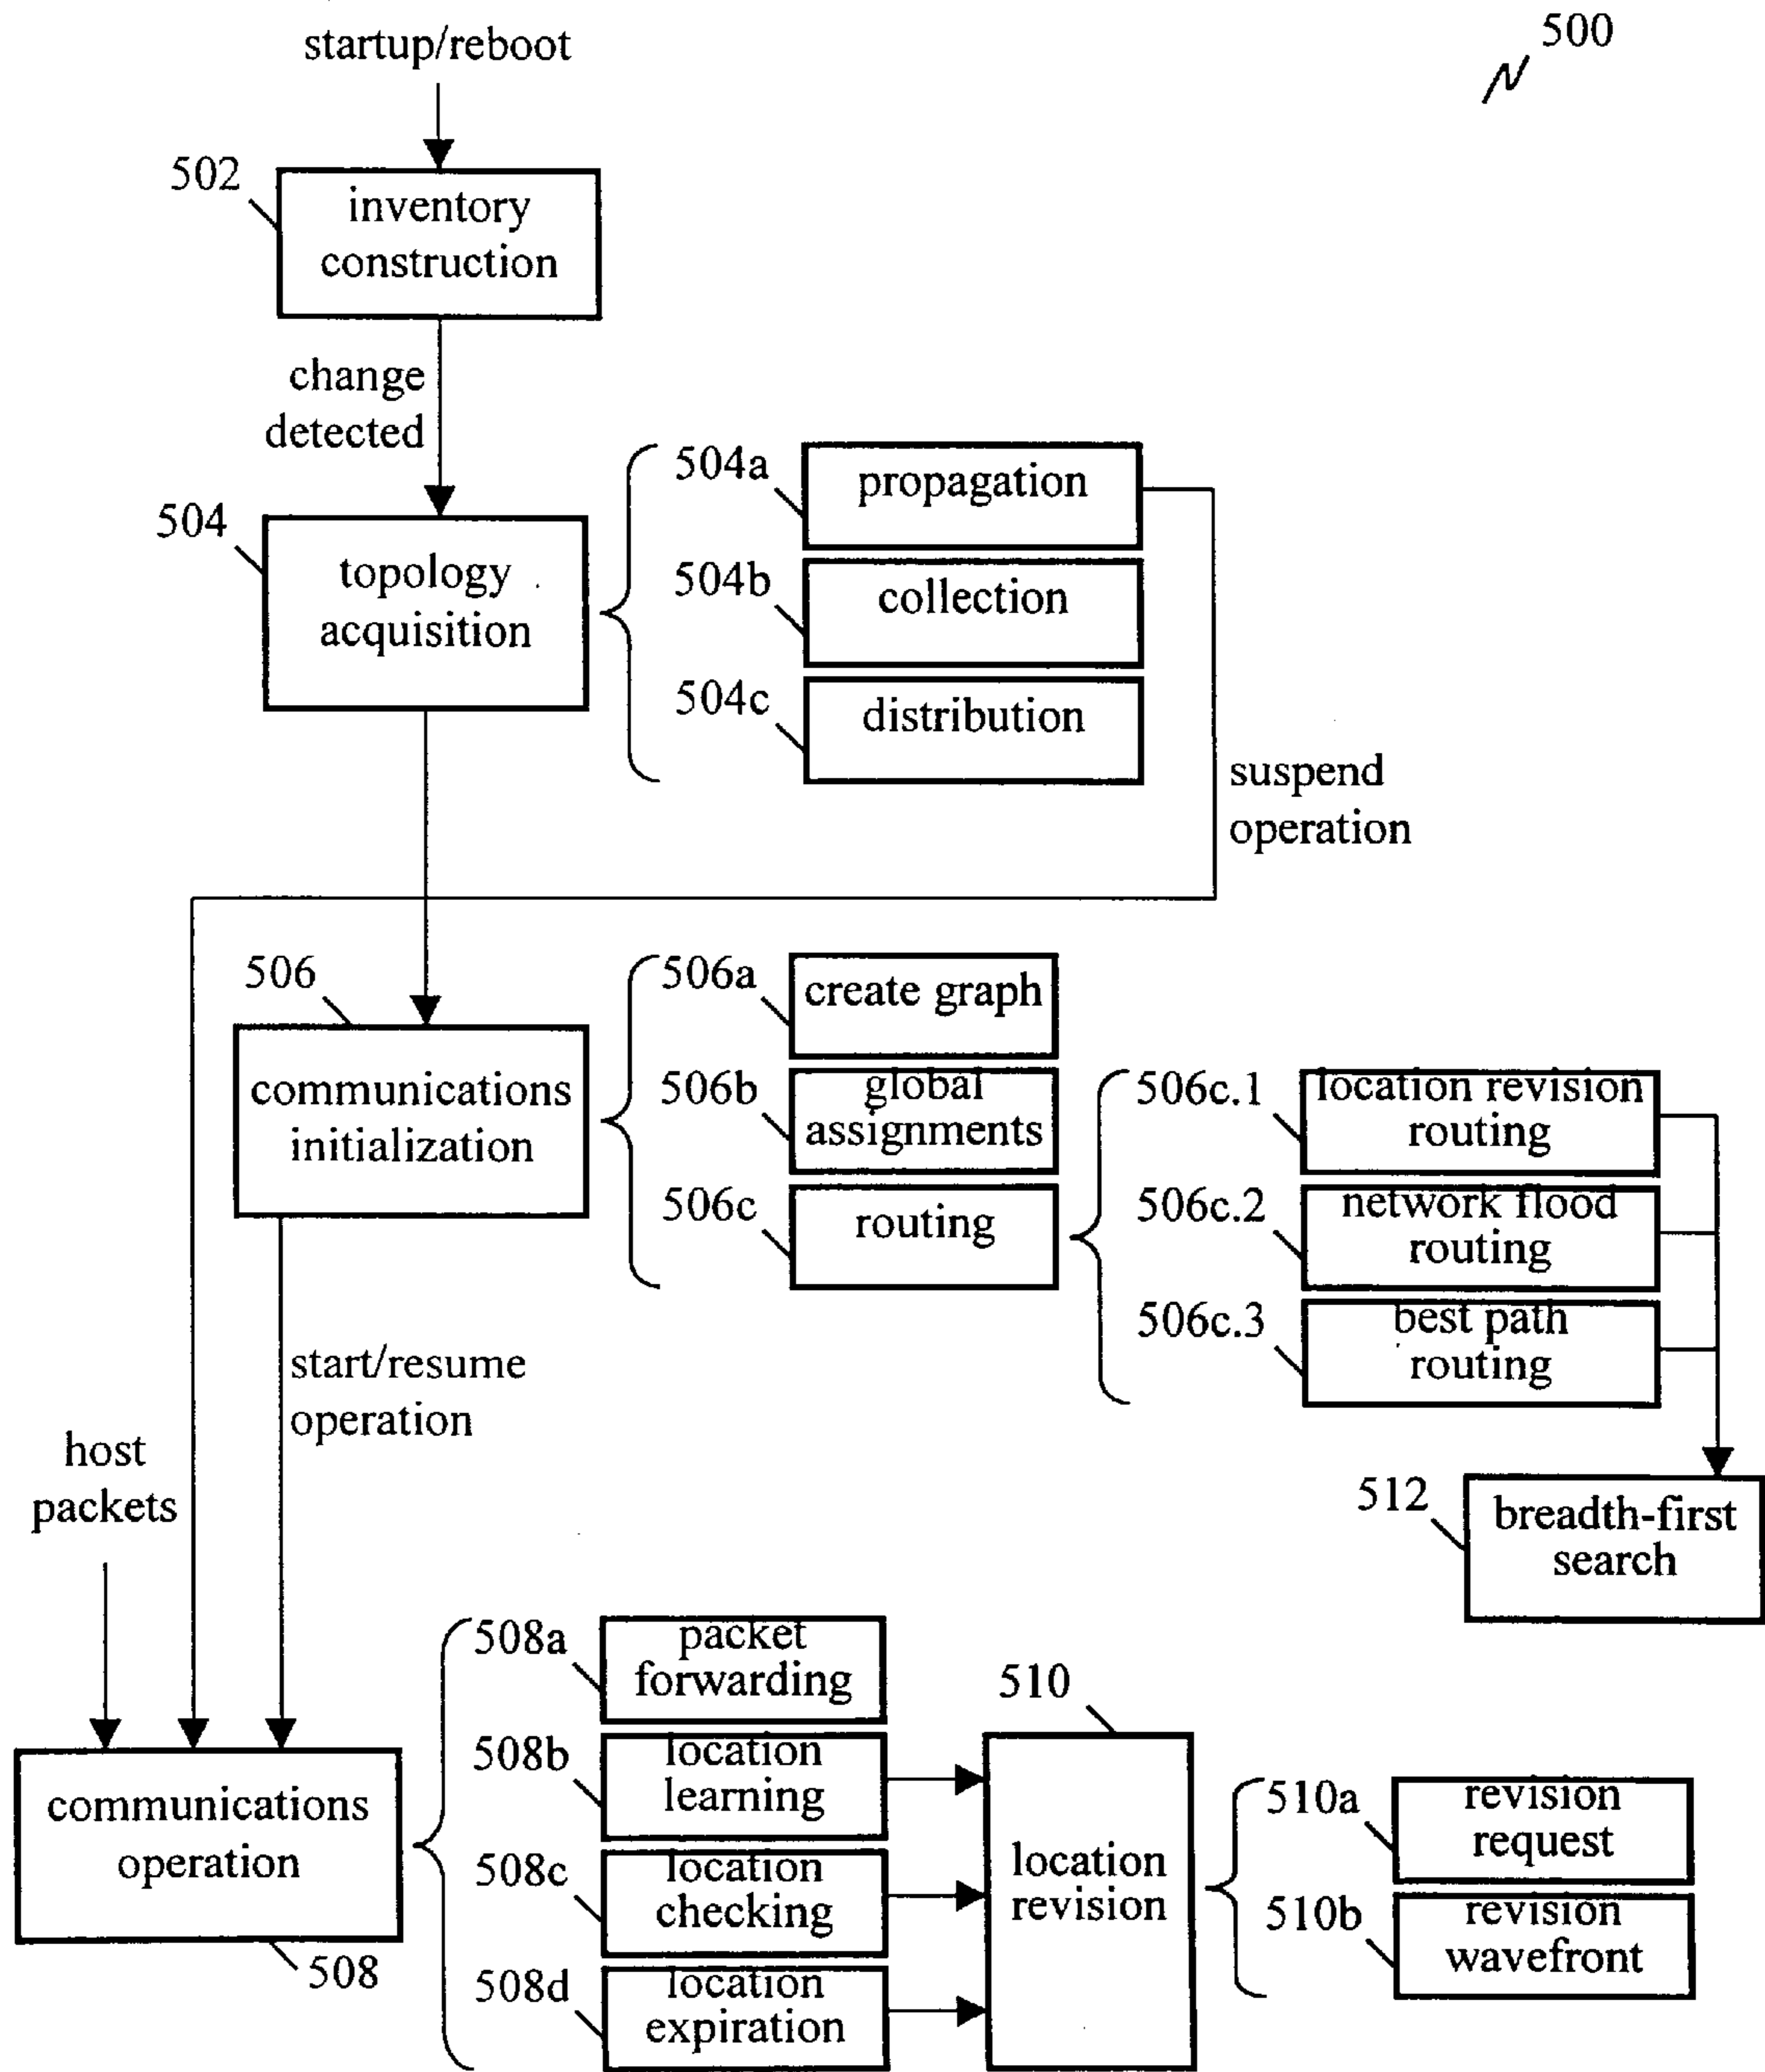 startup/reboot
500
502
inventory
construction
change
detected
504
topology
acquisition
504a
propagation
504b
collection
504c
distribution
suspend
operation
506
communications
initialization
506a
create graph
506b
global
assignments
506c
routing
506c.1
location revision
routing
506c.2
network flood
routing
506c.3
best path
routing
start/resume
operation
host
packets
512
breadth-first
search
508a
packet
forwarding
508b
location
learning
508c
location
checking
508d
location
expiration
510
location
revision
510a
revision
request
510b
revision
wavefront
communications
operation
508